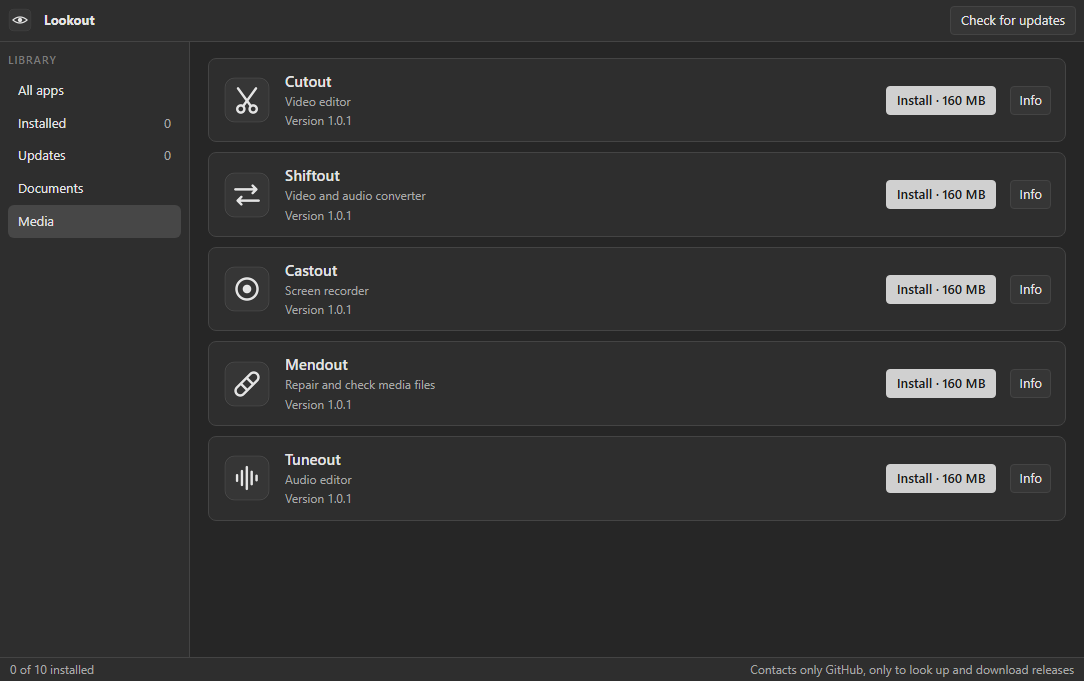 Lookout
Check for updates
LIBRARY
All apps
Installed 0
Updates 0
Documents
Media
Cutout
Video editor
Version 1.0.1
Install · 160 MB
Info
Shiftout
Video and audio converter
Version 1.0.1
Install · 160 MB
Info
Castout
Screen recorder
Version 1.0.1
Install · 160 MB
Info
Mendout
Repair and check media files
Version 1.0.1
Install · 160 MB
Info
Tuneout
Audio editor
Version 1.0.1
Install · 160 MB
Info
0 of 10 installed
Contacts only GitHub, only to look up and download releases